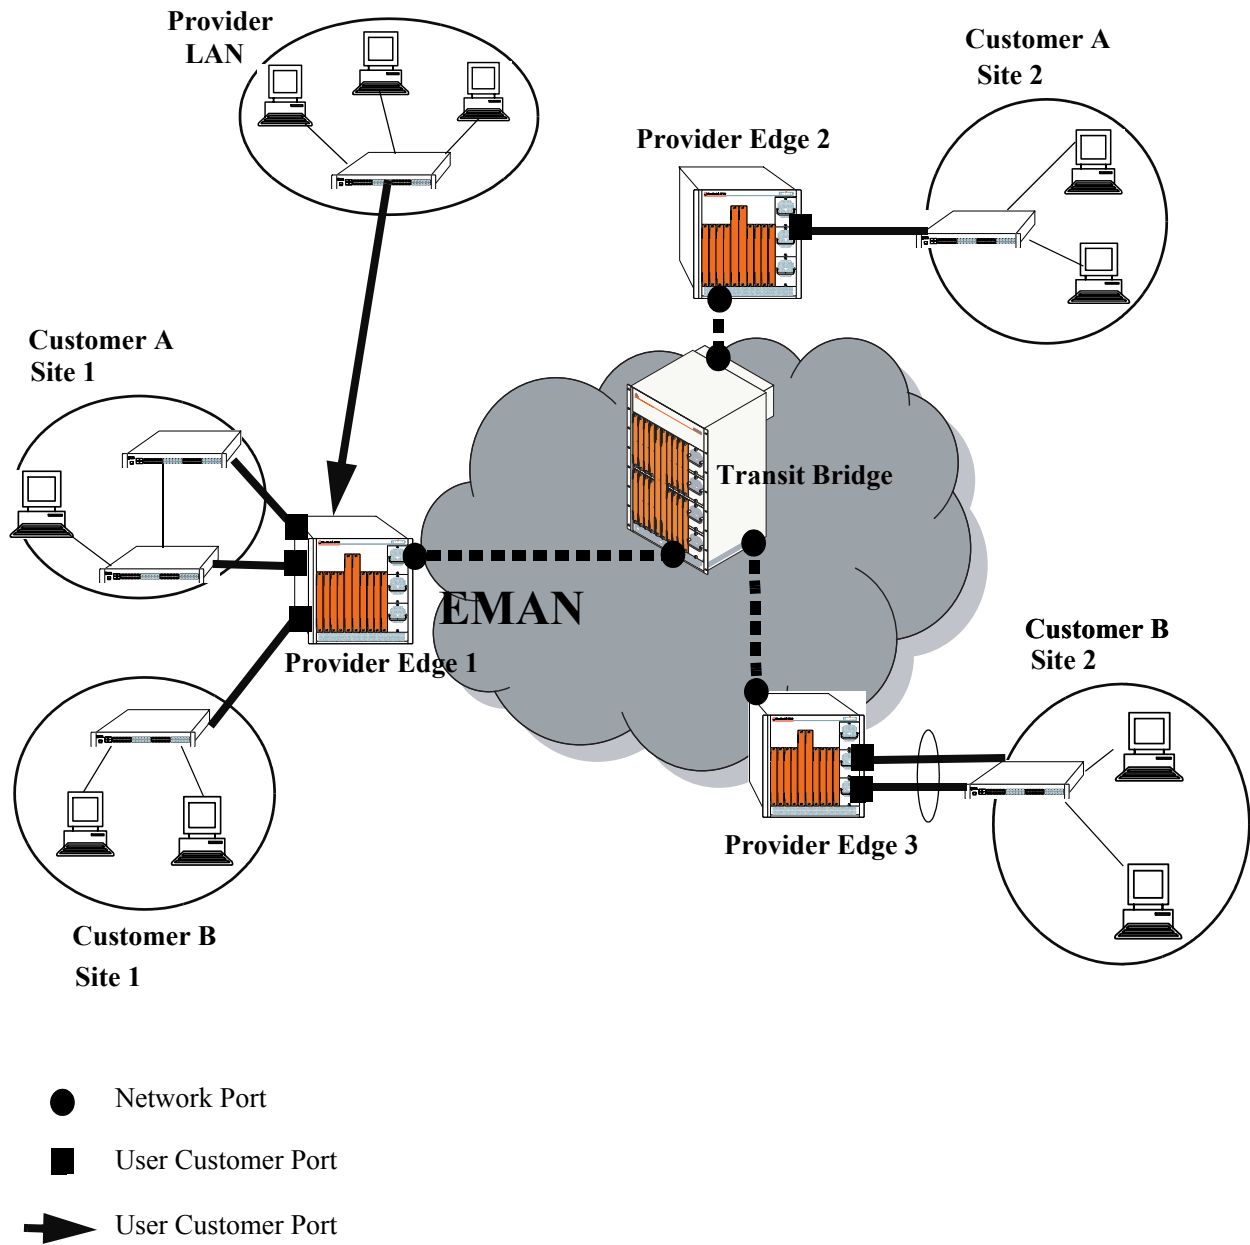 Provider
LAN
Customer A
Site 2
Provider Edge 2
Customer A
Site 1
Transit Bridge
EMAN
Provider Edge 1
Customer B
Site 2
Provider Edge 3
Customer B
Site 1
Network Port
User Customer Port
User Customer Port